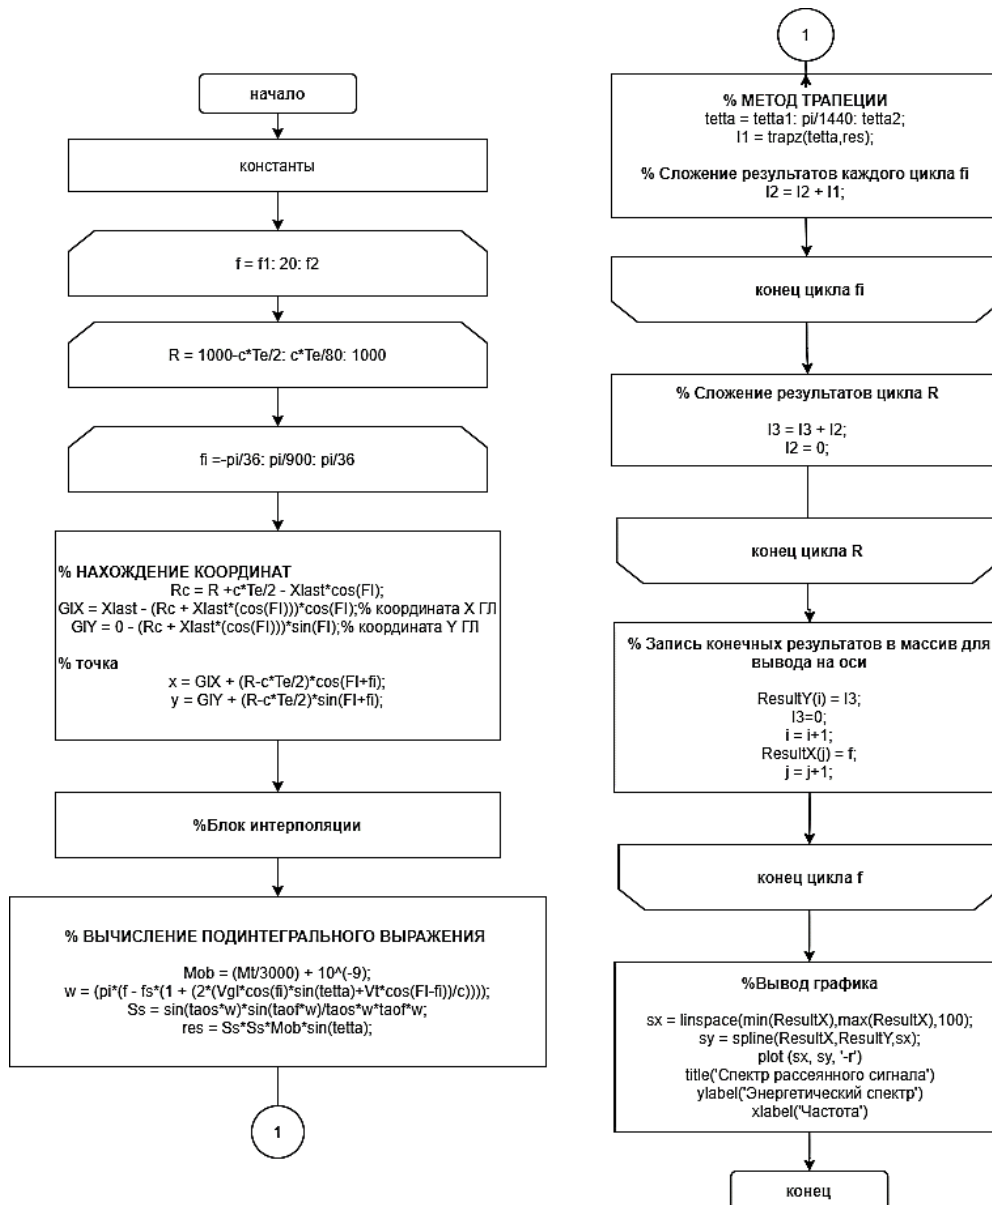 начало
константы
f = f1: 20: f2
R = 1000-c*Te/2: c*Te/80: 1000
fi =-pi/36: pi/900: pi/36
% НАХОЖДЕНИЕ КООРДИНАТ
Rc = R +c*Te/2 - Xlast*cos(FI);
GIX = Xlast - (Rc + Xlast*(cos(FI)))*cos(FI);% координата X ГЛ
GIY = 0 - (Rc + Xlast*(cos(FI)))*sin(FI);% координата Y ГЛ
% точка
x = GIX + (R-c*Te/2)*cos(FI+fi);
y = GIY + (R-c*Te/2)*sin(FI+fi);
%Блок интерполяции
% ВЫЧИСЛЕНИЕ ПОДИНТЕГРАЛЬНОГО ВЫРАЖЕНИЯ
Mob = (Mt/3000) + 10^(-9);
w = (pi*(f - fs*(1 + (2*(Vgl*cos(fi)*sin(tetta)+Vt*cos(FI-fi))/c))));
Ss = sin(taos*w)*sin(taof*w)/taos*w*taof*w;
res = Ss*Ss*Mob*sin(tetta);
1
1
% МЕТОД ТРАПЕЦИИ
tetta = tetta1: pi/1440: tetta2;
I1 = trapz(tetta,res);
% Сложение результатов каждого цикла fi
I2 = I2 + I1;
конец цикла fi
% Сложение результатов цикла R
I3 = I3 + I2;
I2 = 0;
конец цикла R
% Запись конечных результатов в массив для
вывода на оси
ResultY(i) = I3;
I3=0;
i = i+1;
ResultX(j) = f;
j = j+1;
конец цикла f
%Вывод графика
sx = linspace(min(ResultX),max(ResultX),100);
sy = spline(ResultX,ResultY,sx);
plot (sx, sy, '-r')
title('Спектр рассеянного сигнала')
ylabel('Энергетический спектр')
xlabel('Частота')
конец